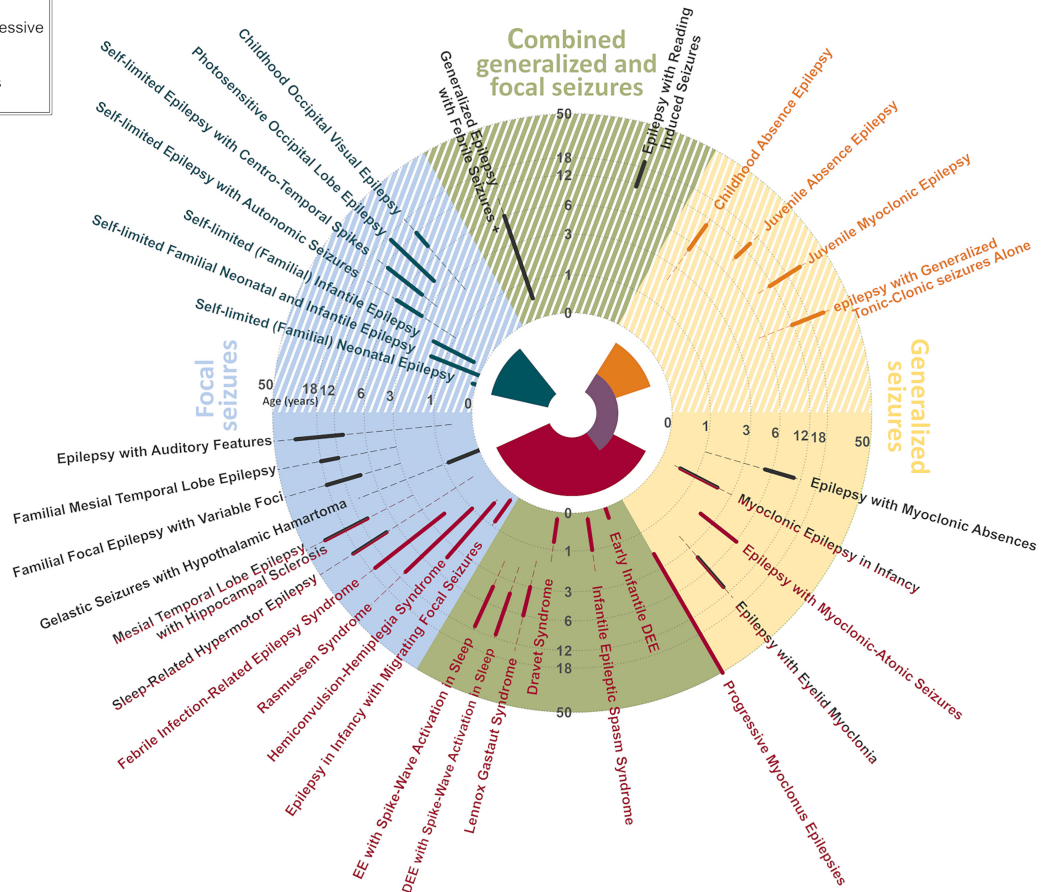 essive
Combined
generalized and
focal seizures
Childhood Occipital Visual Epilepsy
Photosensitive Occipital Lobe Epilepsy
Self-limited Epilepsy with Centro-Temporal Spikes
Self-limited Epilepsy with Autonomic Seizures
Self-limited (Familial) Infantile Epilepsy
Self-limited Familial Neonatal and Infantile Epilepsy
Self-limited (Familial) Neonatal Epilepsy
Generalized Epilepsy
with Febrile Seizures +
Epilepsy with Reading
Induced Seizures
Childhood Absence Epilepsy
Juvenile Absence Epilepsy
Juvenile Myoclonic Epilepsy
epilepsy with Generalized
Tonic-Clonic seizures Alone
50
18
12
6
3
1
0
Focal
seizures
50 18 12 6 3 1 0
Age (years)
Generalized
seizures
0 1 3 6 12 18 50
Epilepsy with Auditory Features
Familial Mesial Temporal Lobe Epilepsy
Familial Focal Epilepsy with Variable Foci
Gelastic Seizures with Hypothalamic Hamartoma
Mesial Temporal Lobe Epilepsy
with Hippocampal Sclerosis
Sleep-Related Hypermotor Epilepsy
Febrile Infection-Related Epilepsy Syndrome
Rasmussen Syndrome
Hemiconvulsion-Hemiplegia Syndrome
Epilepsy in Infancy with Migrating Focal Seizures
EE with Spike-Wave Activation in Sleep
DEE with Spike-Wave Activation in Sleep
Lennox Gastaut Syndrome
Dravet Syndrome
0
1
3
6
12
18
50
Infantile Epileptic Spasm Syndrome
Early Infantile DEE
Progressive Myoclonus Epilepsies
Epilepsy with Eyelid Myoclonia
Epilepsy with Myoclonic-Atonic Seizures
Myoclonic Epilepsy in Infancy
Epilepsy with Myoclonic Absences